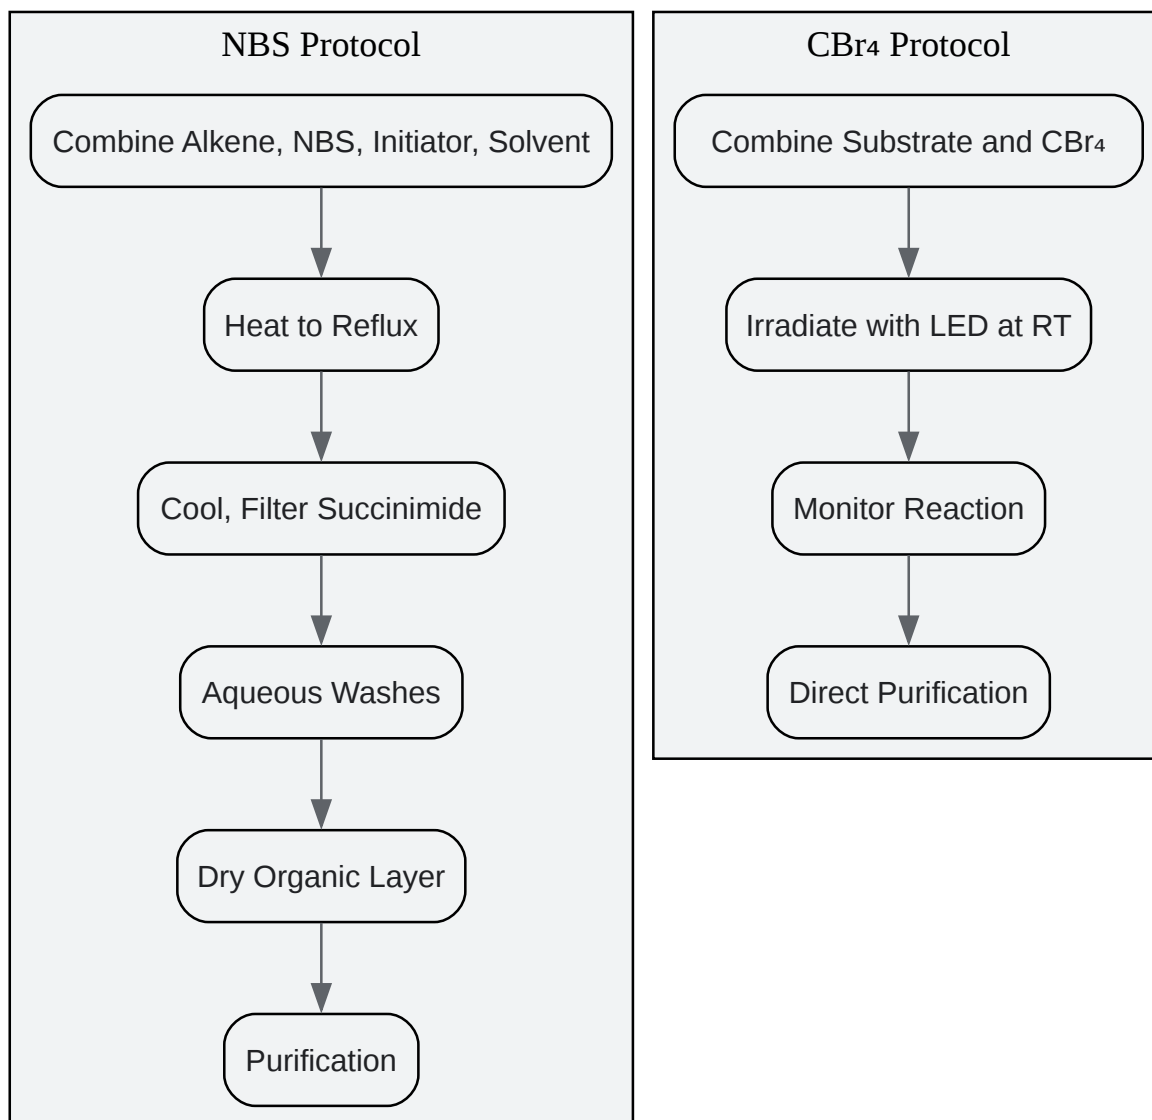 NBS Protocol
Combine Alkene, NBS, Initiator, Solvent
Heat to Reflux
Cool, Filter Succinimide
Aqueous Washes
Dry Organic Layer
Purification
CBr₄ Protocol
Combine Substrate and CBr₄
Irradiate with LED at RT
Monitor Reaction
Direct Purification